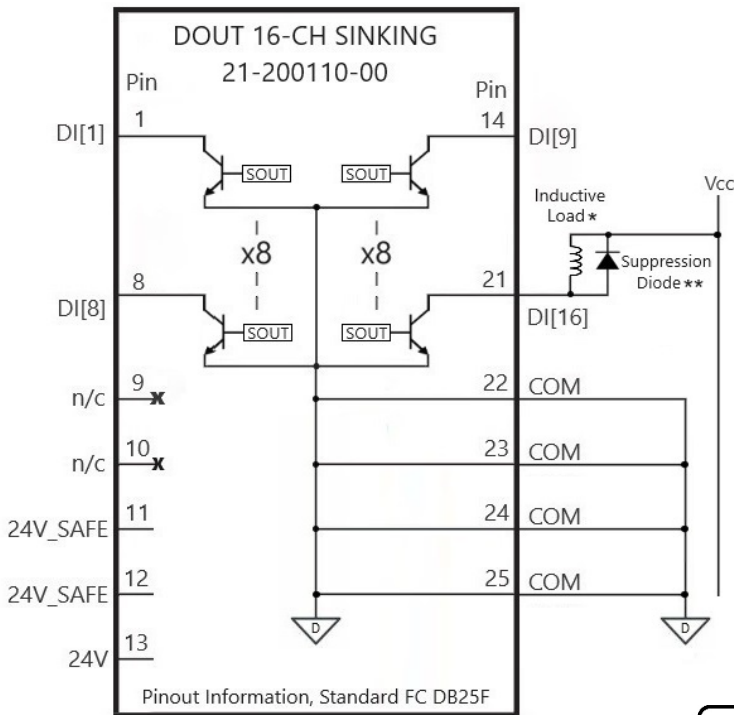 DOUT 16-CH SINKING
21-200110-00
Pin
Pin
DI[1]
1
14
DI[9]
SOUT
SOUT
Vcc
Inductive
Load *
x8
x8
Suppression
Diode **
DI[8]
8
21
DI[16]
SOUT
SOUT
n/c
9
x
22
COM
n/c
10
x
23
COM
24V_SAFE
11
24
COM
24V_SAFE
12
25
COM
D
D
24V
13
Pinout Information, Standard FC DB25F